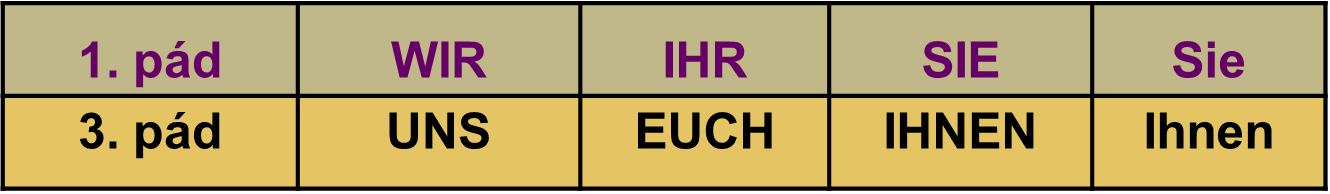 1. pád WIR IHR SIE Sie
3. pád UNS EUCH IHNEN Ihnen